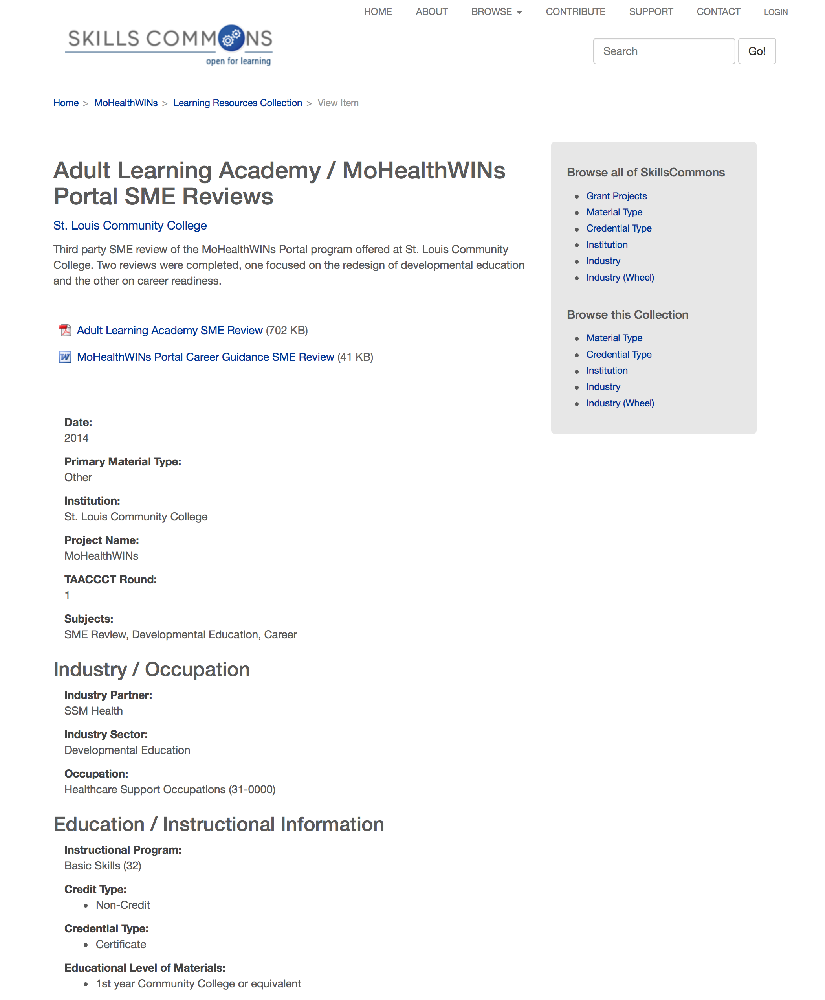 HOME ABOUT BROWSE CONTRIBUTE SUPPORT CONTACT LOGIN
SKILLS COMMONS
open for learning
Search Go!
Home > MoHealthWINs > Learning Resources Collection > View Item
Adult Learning Academy / MoHealthWINs
Portal SME Reviews
St. Louis Community College
Third party SME review of the MoHealthWINs Portal program offered at St. Louis Community
College. Two reviews were completed, one focused on the redesign of developmental education
and the other on career readiness.
Adult Learning Academy SME Review (702 KB)
MoHealthWINs Portal Career Guidance SME Review (41 KB)
Date:
2014
Primary Material Type:
Other
Institution:
St. Louis Community College
Project Name:
MoHealthWINs
TAACCCT Round:
1
Subjects:
SME Review, Developmental Education, Career
Industry / Occupation
Industry Partner:
SSM Health
Industry Sector:
Developmental Education
Occupation:
Healthcare Support Occupations (31-0000)
Education / Instructional Information
Instructional Program:
Basic Skills (32)
Credit Type:
• Non-Credit
Credential Type:
• Certificate
Educational Level of Materials:
• 1st year Community College or equivalent
Browse all of SkillsCommons
• Grant Projects
• Material Type
• Credential Type
• Institution
• Industry
• Industry (Wheel)
Browse this Collection
• Material Type
• Credential Type
• Institution
• Industry
• Industry (Wheel)